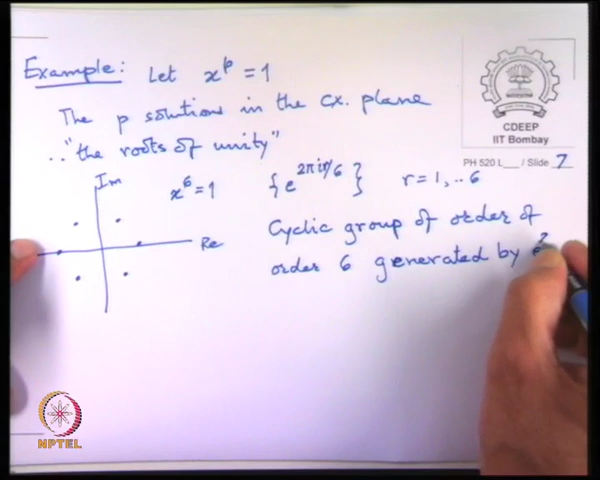 Example: Let x^p = 1
The p solutions in the cx. plane
.."the roots of unity"
Im
x^6 = 1 { e^{2πir/6} } r = 1, .. 6
Re
Cyclic group of order of
order 6 generated by
CDEEP
IIT Bombay
PH 520 L___ / Slide 7
NPTEL